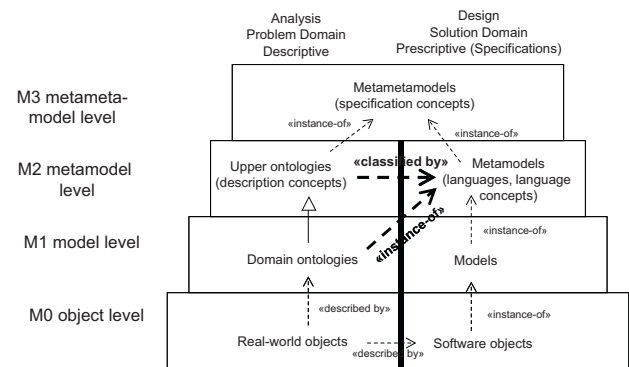 Analysis
Problem Domain
Descriptive
Design
Solution Domain
Prescriptive (Specifications)
M3 metameta-
model level
Metametamodels
(specification concepts)
«instance-of»
«instance-of»
M2 metamodel
level
Upper ontologies
(description concepts)
«classified by»
Metamodels
(languages, language
concepts)
M1 model level
«instance-of»
«instance-of»
Domain ontologies
Models
M0 object level
«described by»
«instance-of»
Real-world objects
«described by»
Software objects